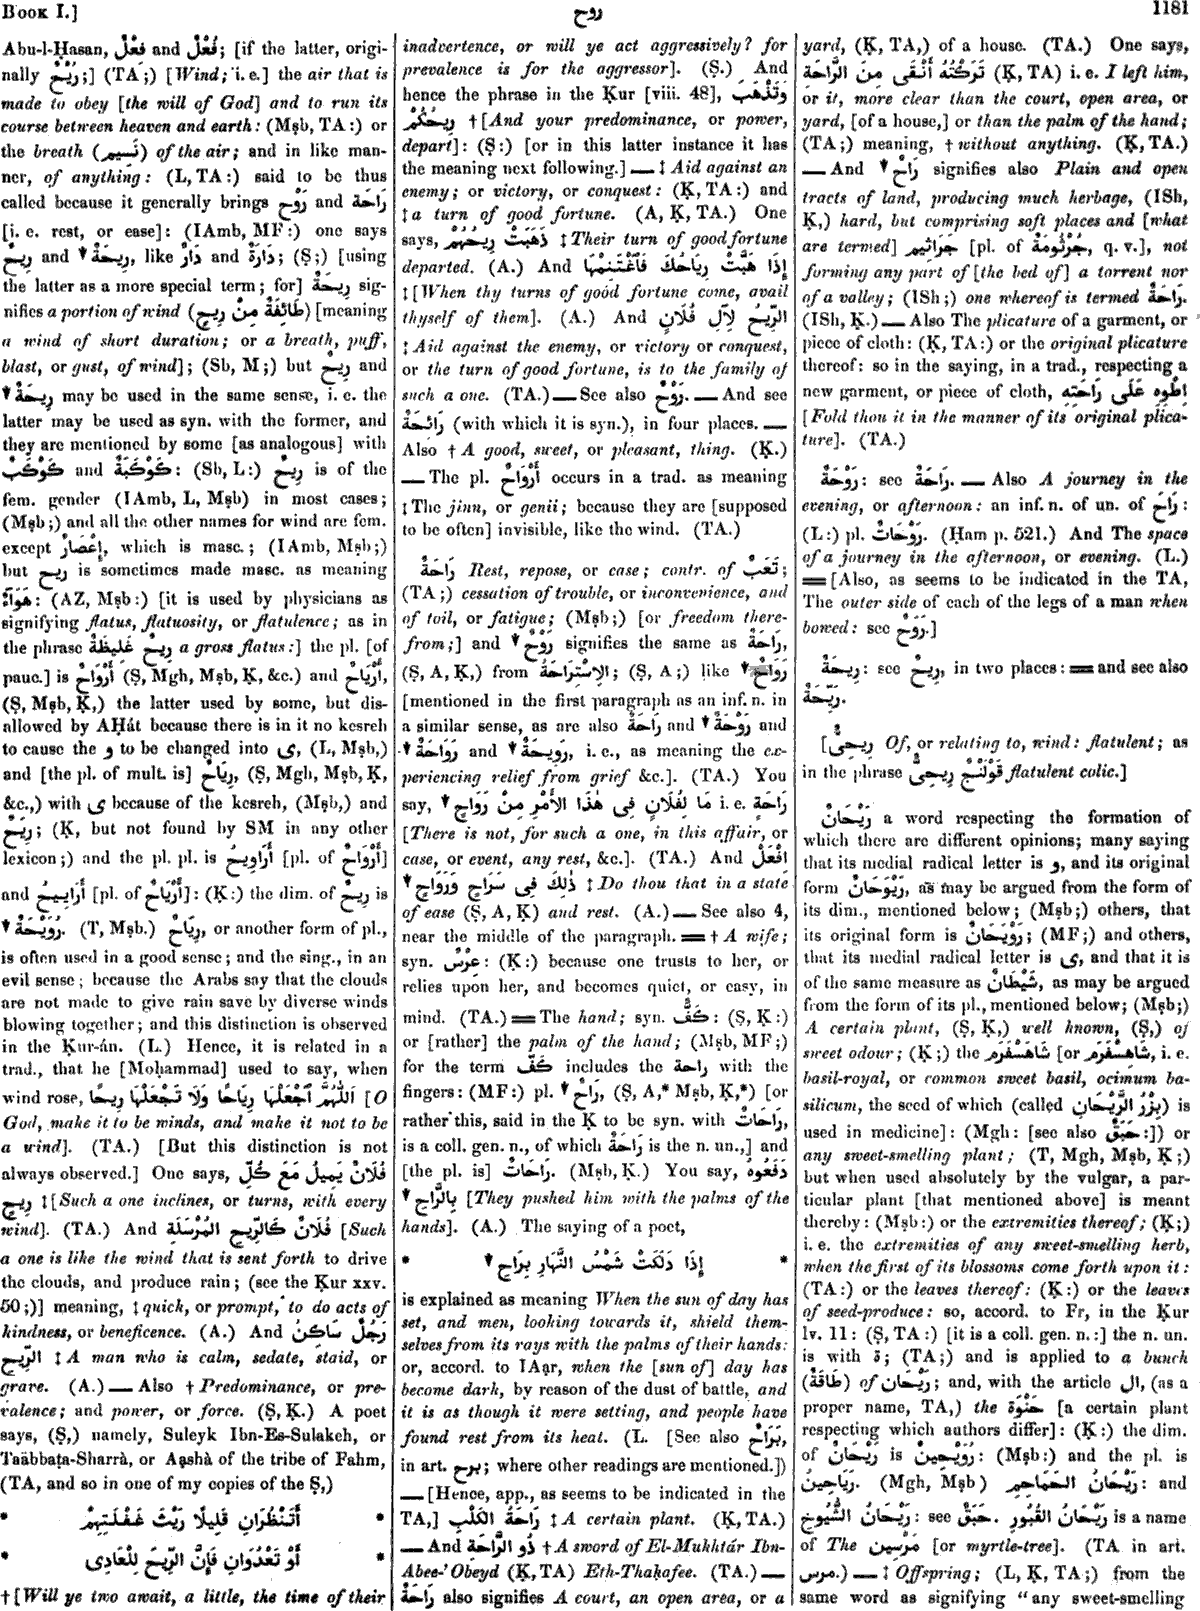 BOOK I.]
روح
1181
Abu-l-Ḥasan, فِعْلٌ and فُعْلٌ; [if the latter, origi-
nally رُيْحٌ;] (TA;) [Wind; i.e.] the air that is
made to obey [the will of God] and to run its
course between heaven and earth: (Mṣb, TA:) or
the breath (نَسِيم) of the air; and in like man-
ner, of anything: (L, TA:) said to be thus
called because it generally brings رَوْح and رَاحَة
[i. e. rest, or ease]: (IAmb, MF:) one says
رِيحٌ and ↓ رِيحَةٌ, like دَارٌ and دَارَةٌ; (Ṣ;) [using
the latter as a more special term; for] رِيحَةٌ sig-
nifies a portion of wind (طَائِفَةٌ مِنْ رِيحٍ) [meaning
a wind of short duration; or a breath, puff,
blast, or gust, of wind]; (Sb, M;) but رِيحٌ and
↓ رِيحَةٌ may be used in the same sense, i. e. the
latter may be used as syn. with the former, and
they are mentioned by some [as analogous] with
كَوْكَبٌ and كَوْكَبَةٌ: (Sb, L:) رِيحٌ is of the
fem. gender (IAmb, L, Mṣb) in most cases;
(Mṣb;) and all the other names for wind are fem.
except إِعْصَارٌ, which is masc.; (IAmb, Mṣb;)
but ريح is sometimes made masc. as meaning
هَوَآءٌ: (AZ, Mṣb:) [it is used by physicians as
signifying flatus, flatuosity, or flatulence; as in
the phrase رِيحٌ غَلِيظَةٌ a gross flatus:] the pl. [of
pauc.] is أَرْوَاحٌ (Ṣ, Mgh, Mṣb, Ḳ, &c.) and أَرْيَاحٌ,
(Ṣ, Mṣb, Ḳ,) the latter used by some, but dis-
allowed by AḤát because there is in it no kesreh
to cause the و to be changed into ى, (L, Mṣb,)
and [the pl. of mult. is] رِيَاحٌ, (Ṣ, Mgh, Mṣb, Ḳ,
&c.,) with ى because of the kesreh, (Mṣb,) and
رِيَحٌ; (Ḳ, but not found by SM in any other
lexicon;) and the pl. pl. is أَرَاوِيحُ [pl. of أَرْوَاحٌ]
and أَرَايِيحُ [pl. of أَرْيَاحٌ]: (Ḳ:) the dim. of رِيحٌ is
↓ رُوَيْحَةٌ. (T, Mṣb.) رِيَاحٌ, or another form of pl.,
is often used in a good sense; and the sing., in an
evil sense; because the Arabs say that the clouds
are not made to give rain save by diverse winds
blowing together; and this distinction is observed
in the Ḳur-án. (L.) Hence, it is related in a
trad., that he [Moḥammad] used to say, when
wind rose, اَللّٰهُمَّ ٱجْعَلْهَا رِيَاحًا وَلَا تَجْعَلْهَا رِيحًا [O
God, make it to be winds, and make it not to be
a wind]. (TA.) [But this distinction is not
always observed.] One says, فُلَانٌ يَمِيلُ مَعَ كُلِّ
رِيحٍ ‡[Such a one inclines, or turns, with every
wind]. (TA.) And فُلَانٌ كَالرِّيحِ المُرْسَلَةِ [Such
a one is like the wind that is sent forth to drive
the clouds, and produce rain; (see the Ḳur xxv.
50;)] meaning, ‡ quick, or prompt, to do acts of
kindness, or beneficence. (A.) And رَجُلٌ سَاكِنُ
الرِّيحِ ‡ A man who is calm, sedate, staid, or
grave. (A.) — Also † Predominance, or pre-
valence; and power, or force. (Ṣ, Ḳ.) A poet
says, (Ṣ,) namely, Suleyk Ibn-Es-Sulakeh, or
Taäbbaṭa-Sharrà, or Aạshà of the tribe of Fahm,
(TA, and so in one of my copies of the Ṣ,)
* أَتَنْظُرَانِ قَلِيلًا رَيْثَ غَفْلَتِهِمْ *
* أَوْ تَعْدُوَانِ فَإِنَّ الرِّيحَ لِلْعَادِى *
†[Will ye two await, a little, the time of their
inadvertence, or will ye act aggressively? for
prevalence is for the aggressor]. (Ṣ.) And
hence the phrase in the Ḳur [viii. 48], وَتَذْهَبَ
رِيحُكُمْ †[And your predominance, or power,
depart]: (Ṣ:) [or in this latter instance it has
the meaning next following.] — ‡ Aid against an
enemy; or victory, or conquest: (Ḳ, TA:) and
‡ a turn of good fortune. (A, Ḳ, TA.) One
says, ذَهَبَتْ رِيحُهُمْ ‡ Their turn of good fortune
departed. (A.) And إِذَا هَبَّتْ رِيَاحُكَ فَٱغْتَنِمْهَا
‡[When thy turns of good fortune come, avail
thyself of them]. (A.) And الرِّيحُ لِآلِ فُلَانٍ
‡ Aid against the enemy, or victory or conquest,
or the turn of good fortune, is to the family of
such a one. (TA.) — See also رَوْحٌ. — And see
رَائِحَةٌ (with which it is syn.), in four places. —
Also † A good, sweet, or pleasant, thing. (Ḳ.)
— The pl. أَرْوَاحٌ occurs in a trad. as meaning
‡ The jinn, or genii; because they are [supposed
to be often] invisible, like the wind. (TA.)
رَاحَةٌ Rest, repose, or ease; contr. of تَعَبٌ;
(TA;) cessation of trouble, or inconvenience, and
of toil, or fatigue; (Mṣb;) [or freedom there-
from;] and ↓ رَوْحٌ signifies the same as رَاحَةٌ,
(Ṣ, A, Ḳ,) from الاِسْتِرَاحَةُ; (Ṣ, A;) like ↓ رَوَاحٌ
[mentioned in the first paragraph as an inf. n. in
a similar sense, as are also رَاحَةٌ and ↓ رَوْحَةٌ and
↓ رَوَاحَةٌ and ↓ رَوِيحَةٌ, i. e., as meaning the ex-
periencing relief from grief &c.]. (TA.) You
say, ↓ مَا لِفُلَانٍ فِى هٰذَا الأَمْرِ مِنْ رَوَاحٍ i. e. رَاحَةٍ
[There is not, for such a one, in this affair, or
case, or event, any rest, &c.]. (TA.) And اِفْعَلْ
↓ ذٰلِكَ فِى سَرَاحٍ وَرَوَاحٍ ‡ Do thou that in a state
of ease (Ṣ, A, Ḳ) and rest. (A.) — See also 4,
near the middle of the paragraph. = † A wife;
syn. عِرْسٌ: (Ḳ:) because one trusts to her, or
relies upon her, and becomes quiet, or easy, in
mind. (TA.) = The hand; syn. كَفٌّ: (Ṣ, Ḳ:)
or [rather] the palm of the hand; (Mṣb, MF;)
for the term كَفّ includes the راحة with the
fingers: (MF:) pl. ↓ رَاحٌ, (Ṣ, A,* Mṣb, Ḳ,*) [or
rather this, said in the Ḳ to be syn. with رَاحَاتٌ,
is a coll. gen. n., of which رَاحَةٌ is the n. un.,] and
[the pl. is] رَاحَاتٌ. (Mṣb, Ḳ.) You say, دَفَعُوهُ
↓ بِالرَّاحِ [They pushed him with the palms of the
hands]. (A.) The saying of a poet,
* ↓ إِذَا دَلَكَتْ شَمْسُ النَّهَارِ بِرَاحِ *
is explained as meaning When the sun of day has
set, and men, looking towards it, shield them-
selves from its rays with the palms of their hands:
or, accord. to IAạr, when the [sun of] day has
become dark, by reason of the dust of battle, and
it is as though it were setting, and people have
found rest from its heat. (L. [See also بَرَاحْ,
in art. برح; where other readings are mentioned.])
— [Hence, app., as seems to be indicated in the
TA,] رَاحَةُ الكَلْبِ ‡ A certain plant. (Ḳ, TA.)
— And ذُو الرَّاحَةِ † A sword of El-Mukhtár Ibn-
Abee-'Obeyd (Ḳ, TA) Eth-Thaḳafee. (TA.) —
رَاحَةٌ also signifies A court, an open area, or a
yard, (Ḳ, TA,) of a house. (TA.) One says,
تَرَكْتُهُ أَنْقَى مِنَ الرَّاحَةِ (Ḳ, TA) i. e. I left him,
or it, more clear than the court, open area, or
yard, [of a house,] or than the palm of the hand;
(TA;) meaning, † without anything. (Ḳ, TA.)
— And ↓ رَاحٌ signifies also Plain and open
tracts of land, producing much herbage, (ISh,
Ḳ,) hard, but comprising soft places and [what
are termed] جَرَاثِيم [pl. of جُرْثُومَةٌ, q. v.], not
forming any part of [the bed of] a torrent nor
of a valley; (ISh;) one whereof is termed رَاحَةٌ.
(ISh, Ḳ.) — Also The plicature of a garment, or
piece of cloth: (Ḳ, TA:) or the original plicature
thereof: so in the saying, in a trad., respecting a
new garment, or piece of cloth, اِطْوِهِ عَلَى رَاحَتِهِ
[Fold thou it in the manner of its original plica-
ture]. (TA.)
رَوْحَةٌ: see رَاحَةٌ. — Also A journey in the
evening, or afternoon: an inf. n. of un. of رَاحَ:
(L:) pl. رَوْحَاتٌ. (Ḥam p. 521.) And The space
of a journey in the afternoon, or evening. (L.)
= [Also, as seems to be indicated in the TA,
The outer side of each of the legs of a man when
bowed: see رَوَحٌ.]
رِيحَةٌ: see رِيحٌ, in two places: = and see also
رَيِّحَةٌ.
[رِيحِىٌّ Of, or relating to, wind: flatulent; as
in the phrase قَوْلَنْجٌ رِيحِىٌّ flatulent colic.]
رَيْحَانٌ a word respecting the formation of
which there are different opinions; many saying
that its medial radical letter is و, and its original
form رَيْوَحَانٌ, as may be argued from the form of
its dim., mentioned below; (Mṣb;) others, that
its original form is رَوْيَحَانٌ; (MF;) and others,
that its medial radical letter is ى, and that it is
of the same measure as شَيْطَانٌ, as may be argued
from the form of its pl., mentioned below; (Mṣb;)
A certain plant, (Ṣ, Ḳ,) well known, (Ṣ,) of
sweet odour; (Ḳ;) the شَاهَسْفَرَم [or شَاهِسْفَرَم, i. e.
basil-royal, or common sweet basil, ocimum ba-
silicum, the seed of which (called بِزْرُ الرَّيْحَانِ) is
used in medicine]: (Mgh: [see also حَبَقٌ:]) or
any sweet-smelling plant; (T, Mgh, Mṣb, Ḳ;)
but when used absolutely by the vulgar, a par-
ticular plant [that mentioned above] is meant
thereby: (Mṣb:) or the extremities thereof; (Ḳ;)
i. e. the extremities of any sweet-smelling herb,
when the first of its blossoms come forth upon it:
(TA:) or the leaves thereof: (Ḳ:) or the leaves
of seed-produce: so, accord. to Fr, in the Ḳur
lv. 11: (Ṣ, TA:) [it is a coll. gen. n.:] the n. un.
is with ة; (TA;) and is applied to a bunch
(طَاقَةٌ) of رَيْحَان; and, with the article ال, (as a
proper name, TA,) the حَنْوَة [a certain plant
respecting which authors differ]: (Ḳ:) the dim.
of رَيْحَانٌ is رُوَيْحِينٌ: (Mṣb:) and the pl. is
رَيَاحِينُ. (Mgh, Mṣb) رَيْحَانُ الحَمَاحِمِ: and
رَيْحَانُ الشُّيُوخِ: see حَبَقٌ. رَيْحَانُ القُبُورِ is a name
of The مَرْسِين [or myrtle-tree]. (TA in art.
مرس.) — ‡ Offspring; (L, Ḳ, TA;) from the
same word as signifying "any sweet-smelling